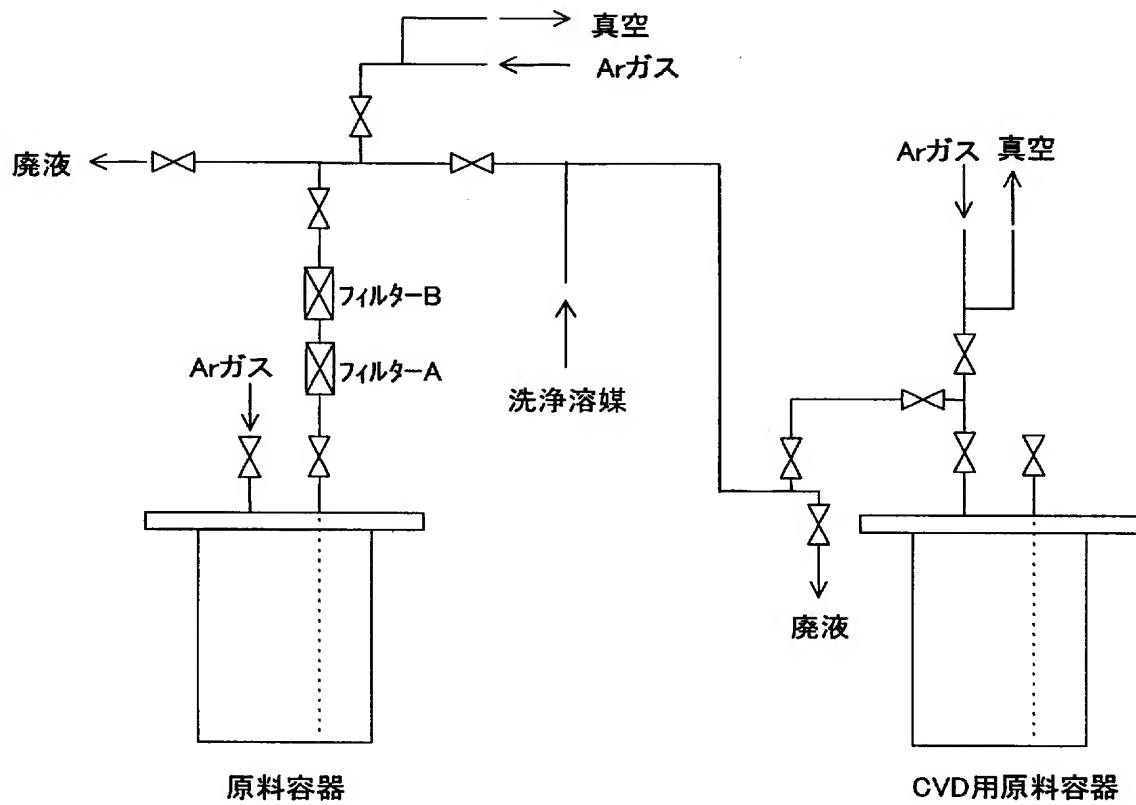 真空
Arガス
廃液
Arガス 真空
フィルターB
Arガス
フィルターA
洗浄溶媒
廃液
原料容器
CVD用原料容器